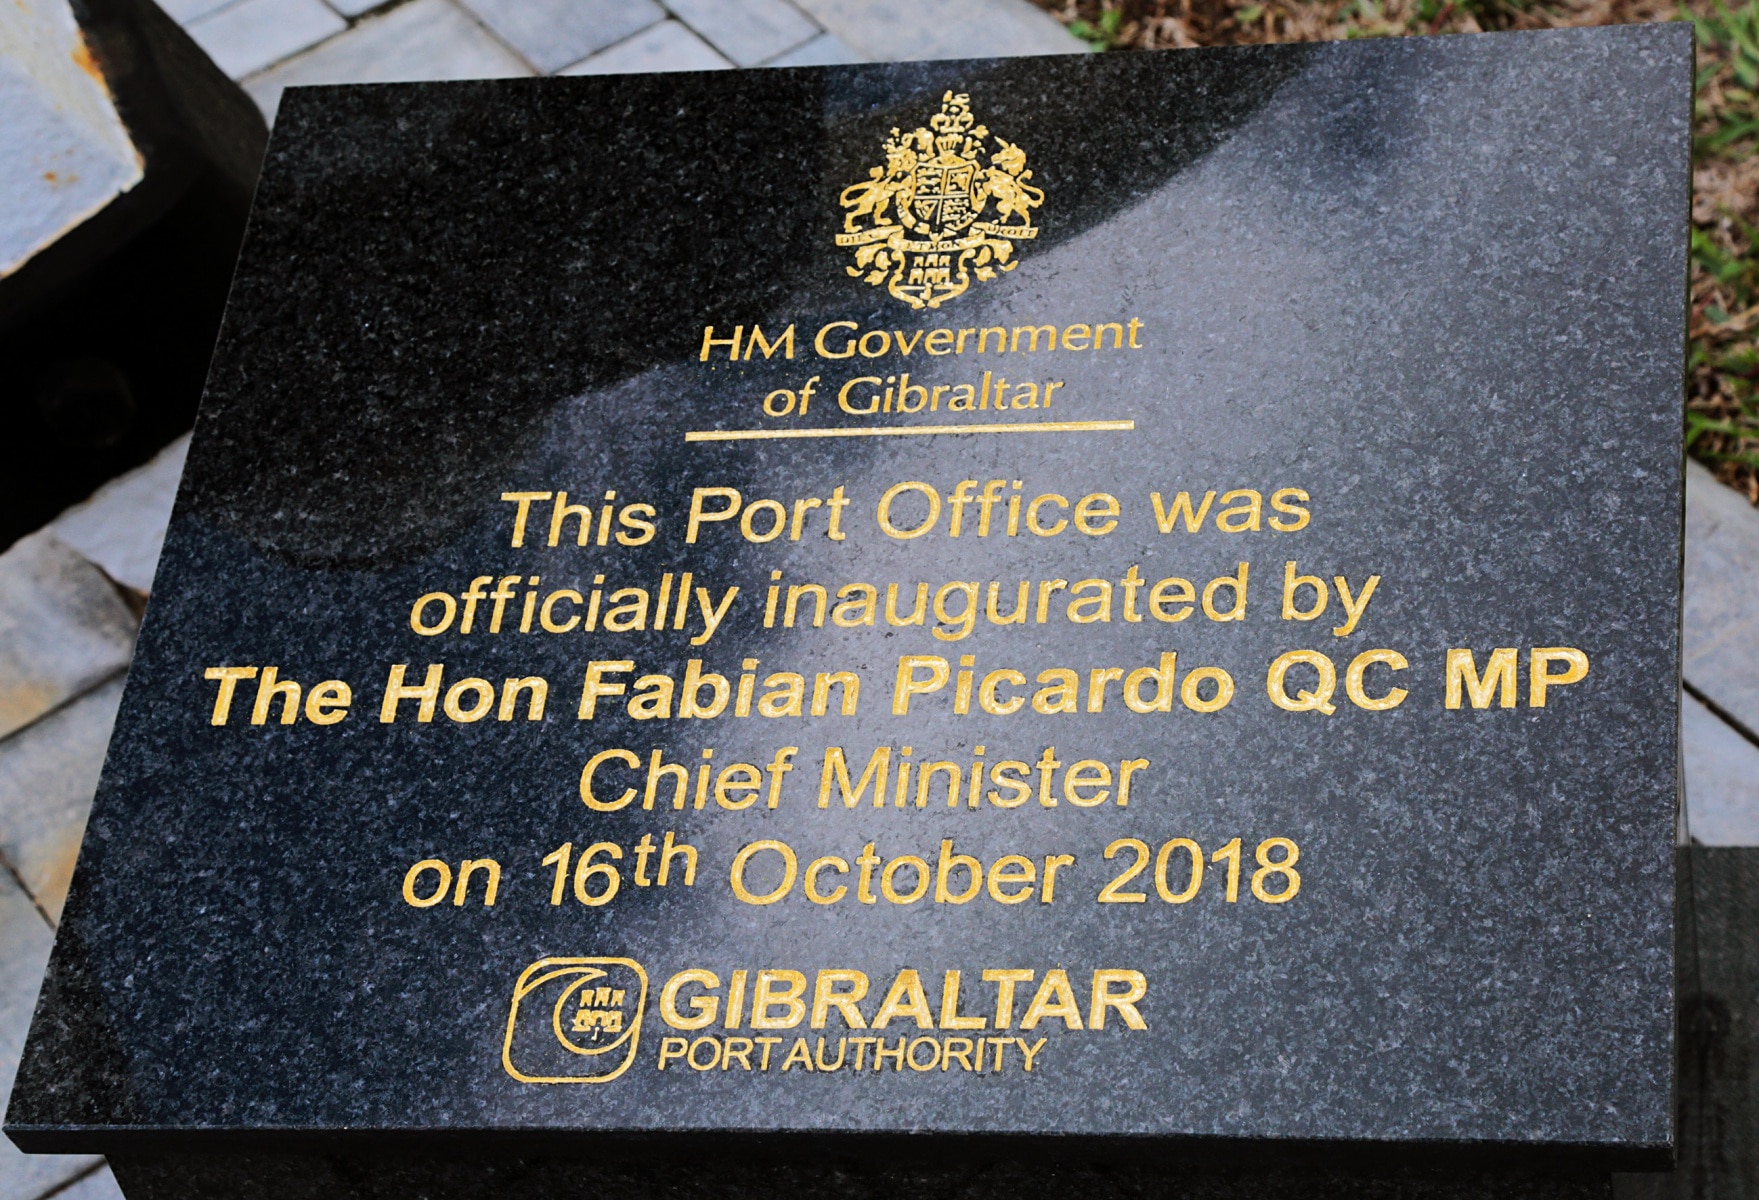 HM Government
of Gibraltar
This Port Office was
officially inaugurated by
The Hon Fabian Picardo QC MP
Chief Minister
on 16th October 2018
GIBRALTAR
PORT AUTHORITY